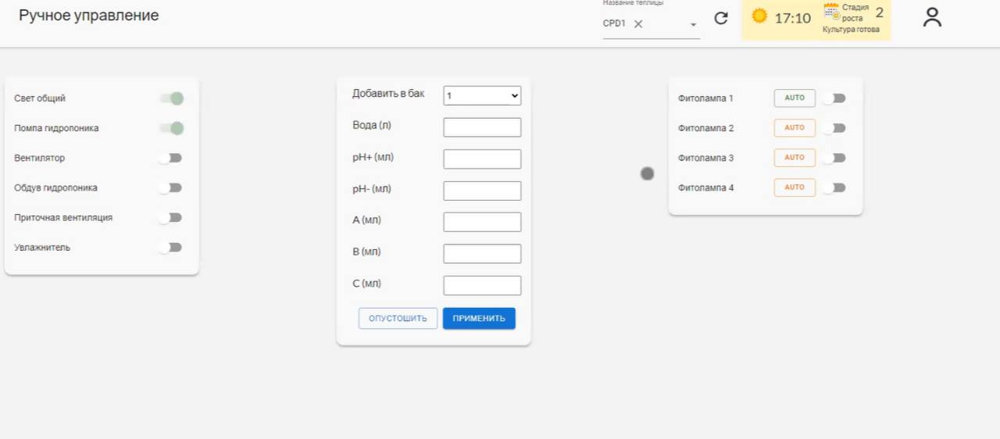 Ручное управление
Название теплицы
CPD1
17:10
Стадия
роста
2
Культура готова
Свет общий
Помпа гидропоника
Вентилятор
Обдув гидропоника
Приточная вентиляция
Увлажнитель
Добавить в бак
1
Вода (л)
pH+ (мл)
pH- (мл)
A (мл)
B (мл)
C (мл)
ОПУСТОШИТЬ
ПРИМЕНИТЬ
Фитолампа 1
AUTO
Фитолампа 2
AUTO
Фитолампа 3
AUTO
Фитолампа 4
AUTO